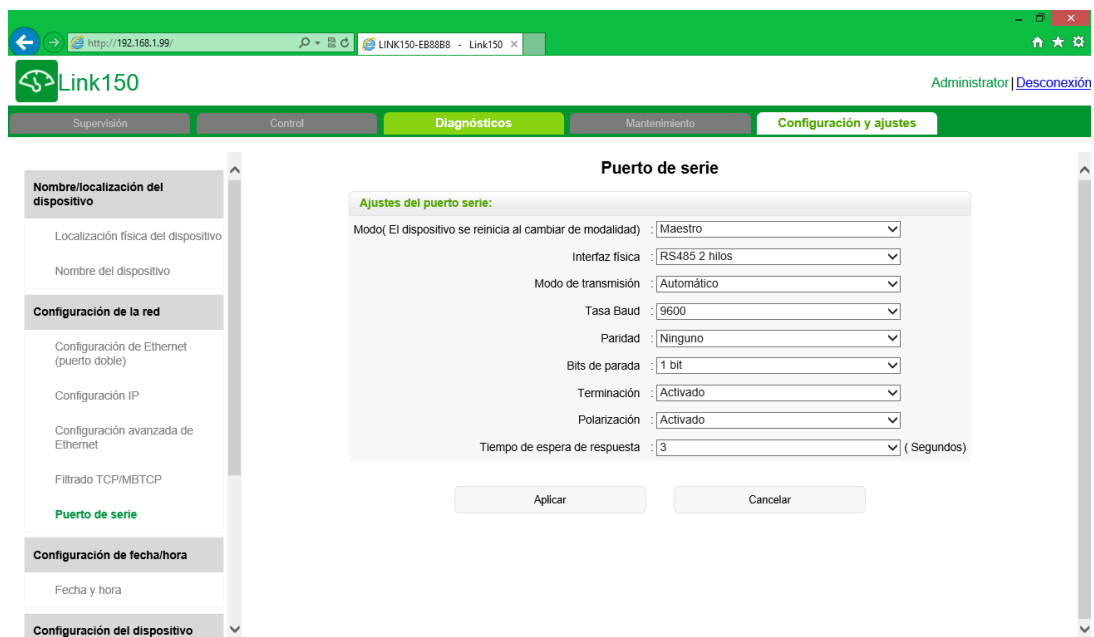 http://192.168.1.99/
LINK150-EB88B8 - Link150
Link150
Administrator | Desconexión
Supervisión
Control
Diagnósticos
Mantenimiento
Configuración y ajustes
Nombre/localización del
dispositivo
Localización física del dispositivo
Nombre del dispositivo
Configuración de la red
Configuración de Ethernet
(puerto doble)
Configuración IP
Configuración avanzada de
Ethernet
Filtrado TCP/MBTCP
Puerto de serie
Configuración de fecha/hora
Fecha y hora
Configuración del dispositivo
Puerto de serie
Ajustes del puerto serie:
Modo( El dispositivo se reinicia al cambiar de modalidad) : Maestro
Interfaz física : RS485 2 hilos
Modo de transmisión : Automático
Tasa Baud : 9600
Paridad : Ninguno
Bits de parada : 1 bit
Terminación : Activado
Polarización : Activado
Tiempo de espera de respuesta : 3 ( Segundos)
Aplicar
Cancelar